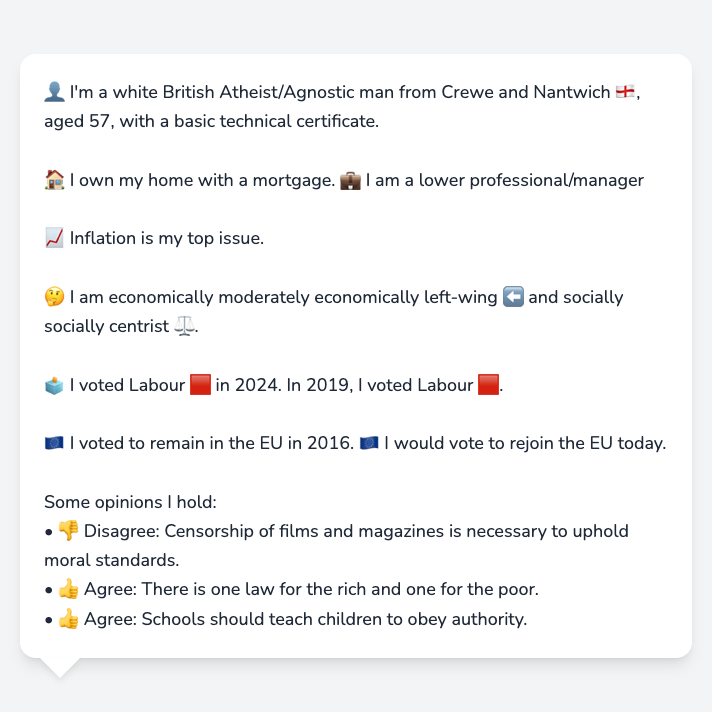 👤 I'm a white British Atheist/Agnostic man from Crewe and Nantwich 🏴󠁧󠁢󠁥󠁮󠁧󠁿,
aged 57, with a basic technical certificate.
🏠 I own my home with a mortgage. 💼 I am a lower professional/manager
📈 Inflation is my top issue.
🤔 I am economically moderately economically left-wing ⬅️ and socially
socially centrist ⚖️.
🗳️ I voted Labour 🟥 in 2024. In 2019, I voted Labour 🟥.
🇪🇺 I voted to remain in the EU in 2016. 🇪🇺 I would vote to rejoin the EU today.
Some opinions I hold:
• 👎 Disagree: Censorship of films and magazines is necessary to uphold
moral standards.
• 👍 Agree: There is one law for the rich and one for the poor.
• 👍 Agree: Schools should teach children to obey authority.